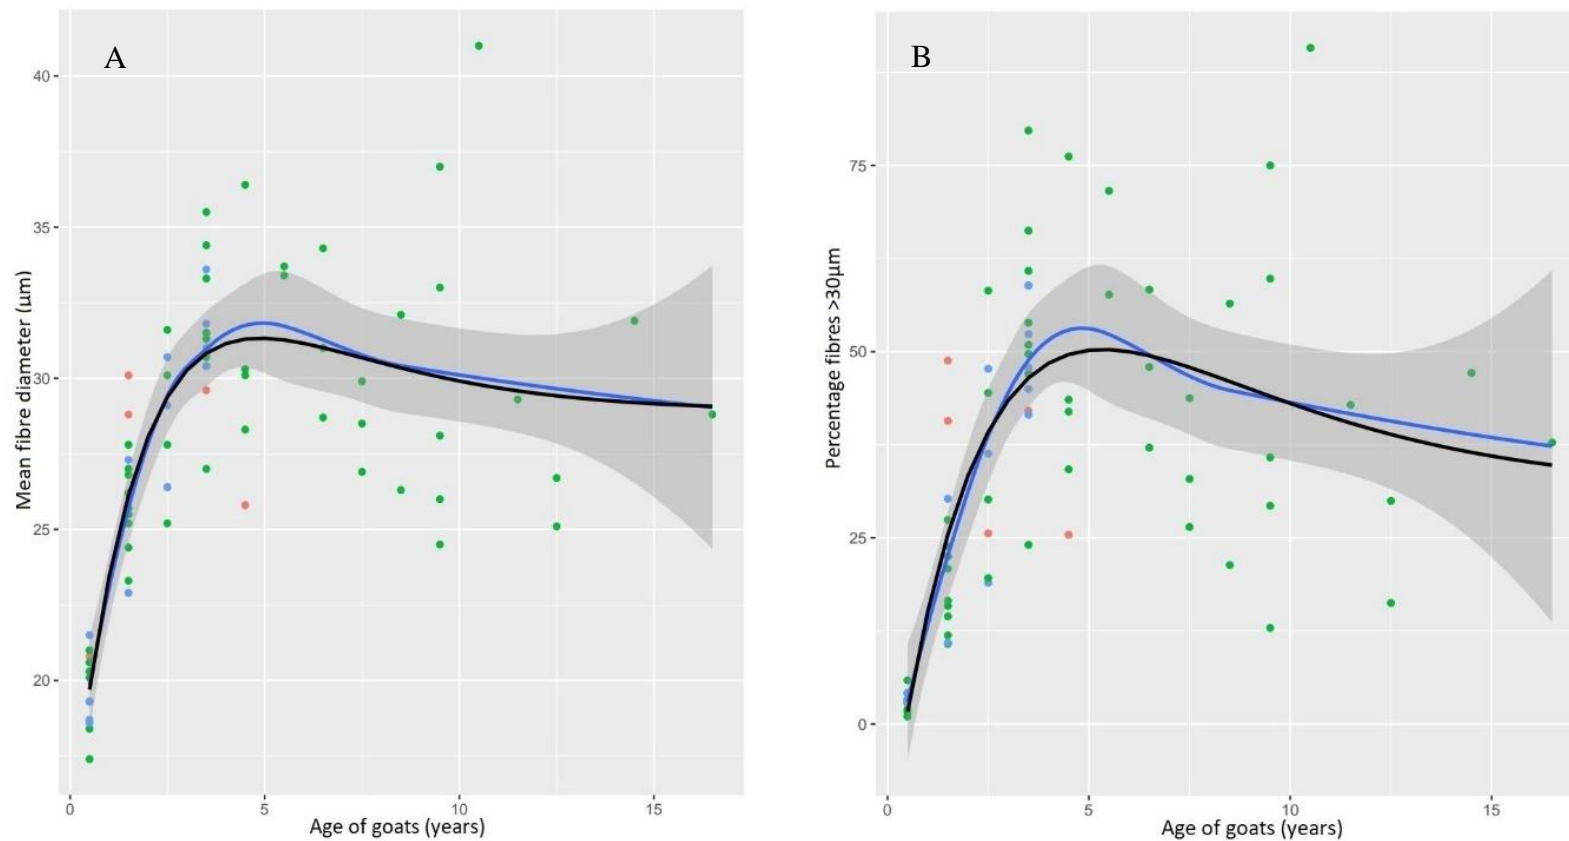 A
40
35
30
25
20
Mean fibre diameter (µm)
0 5 10 15
Age of goats (years)
B
75
50
25
0
Percentage fibres >30µm
0 5 10 15
Age of goats (years)